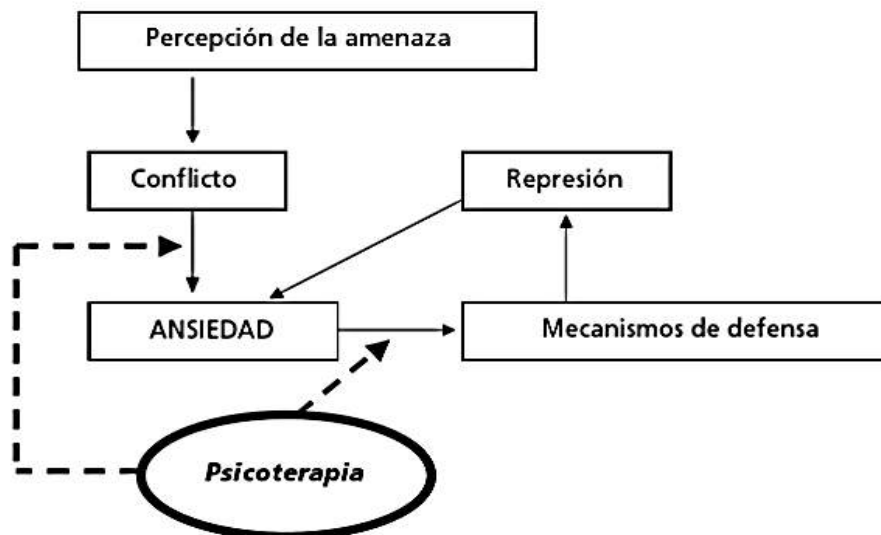 Percepción de la amenaza
Conflicto
Represión
ANSIEDAD
Mecanismos de defensa
Psicoterapia